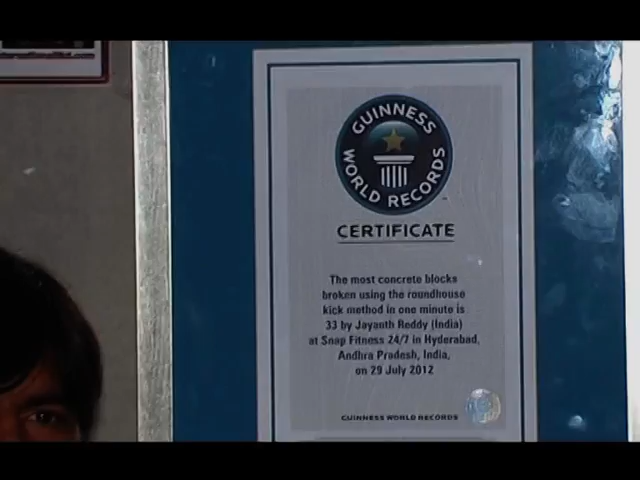 GUINNESS
WORLD RECORDS
CERTIFICATE
The most concrete blocks
broken using the roundhouse
kick method in one minute is
33 by Jayanth Reddy (India)
at Snap Fitness 24/7 in Hyderabad,
Andhra Pradesh, India,
on 29 July 2012
GUINNESS WORLD RECORDS